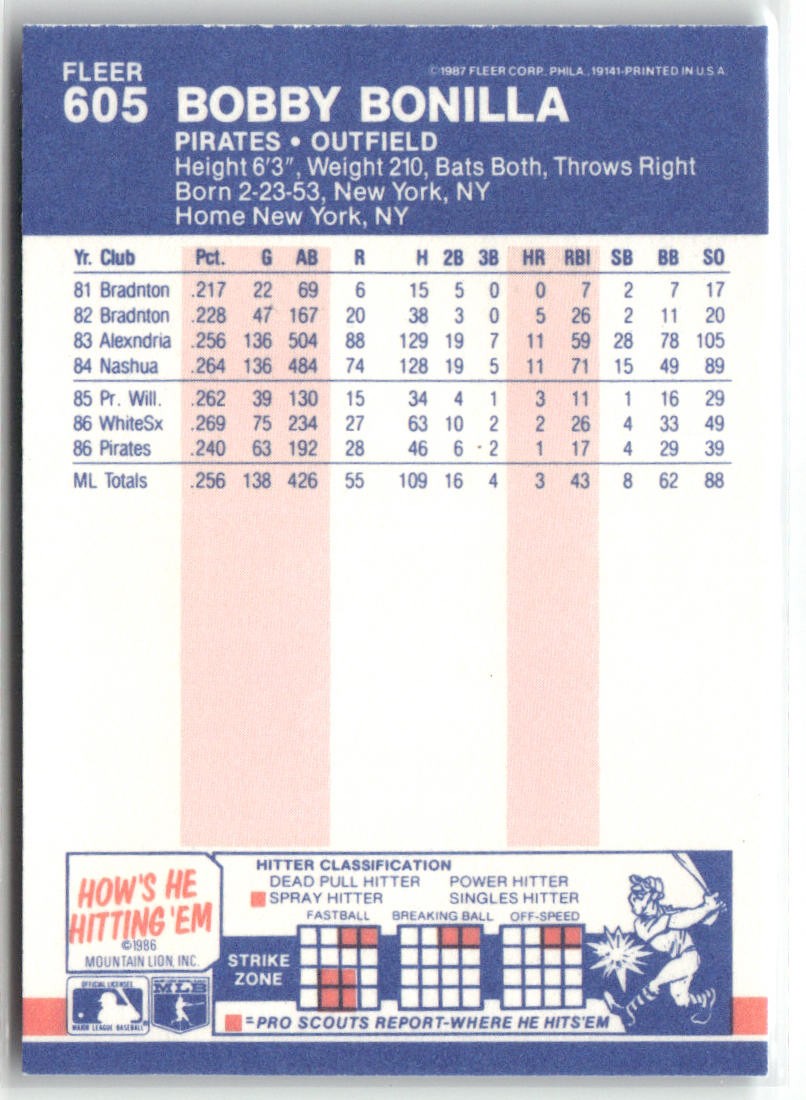 FLEER
©1987 FLEER CORP. PHILA., 19141-PRINTED IN U.S.A.
605 BOBBY BONILLA
PIRATES • OUTFIELD
Height 6'3", Weight 210, Bats Both, Throws Right
Born 2-23-53, New York, NY
Home New York, NY
Yr. Club Pct. G AB R H 2B 3B HR RBI SB BB SO
81 Bradnton .217 22 69 6 15 5 0 0 7 2 7 17
82 Bradnton .228 47 167 20 38 3 0 5 26 2 11 20
83 Alexndria .256 136 504 88 129 19 7 11 59 28 78 105
84 Nashua .264 136 484 74 128 19 5 11 71 15 49 89
85 Pr. Will. .262 39 130 15 34 4 1 3 11 1 16 29
86 WhiteSx .269 75 234 27 63 10 2 2 26 4 33 49
86 Pirates .240 63 192 28 46 6 2 1 17 4 29 39
ML Totals .256 138 426 55 109 16 4 3 43 8 62 88
HOW'S HE
HITTING 'EM
©1986
MOUNTAIN LION, INC.
HITTER CLASSIFICATION
DEAD PULL HITTER POWER HITTER
SPRAY HITTER SINGLES HITTER
FASTBALL BREAKING BALL OFF-SPEED
STRIKE
ZONE
=PRO SCOUTS REPORT-WHERE HE HITS 'EM
OFFICIAL LICENSEE
MAJOR LEAGUE BASEBALL
MLB